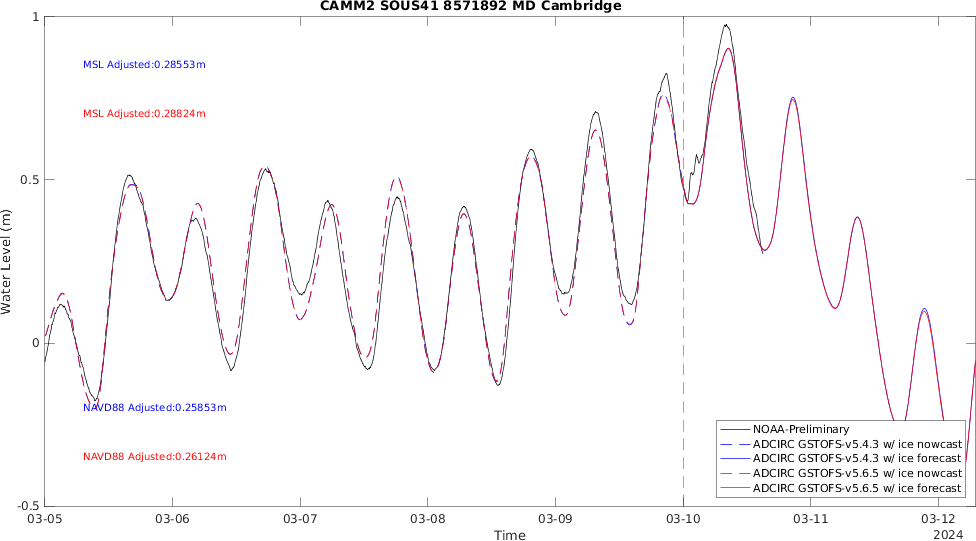 CAMM2 SOUS41 8571892 MD Cambridge
1
MSL Adjusted:0.28553m
MSL Adjusted:0.28824m
0.5
Water Level (m)
0
NAVD88 Adjusted:0.25853m
NAVD88 Adjusted:0.26124m
NOAA-Preliminary
ADCIRC GSTOFS-v5.4.3 w/ ice nowcast
ADCIRC GSTOFS-v5.4.3 w/ ice forecast
ADCIRC GSTOFS-v5.6.5 w/ ice nowcast
ADCIRC GSTOFS-v5.6.5 w/ ice forecast
-0.5
03-05 03-06 03-07 03-08 03-09 03-10 03-11 03-12
Time
2024